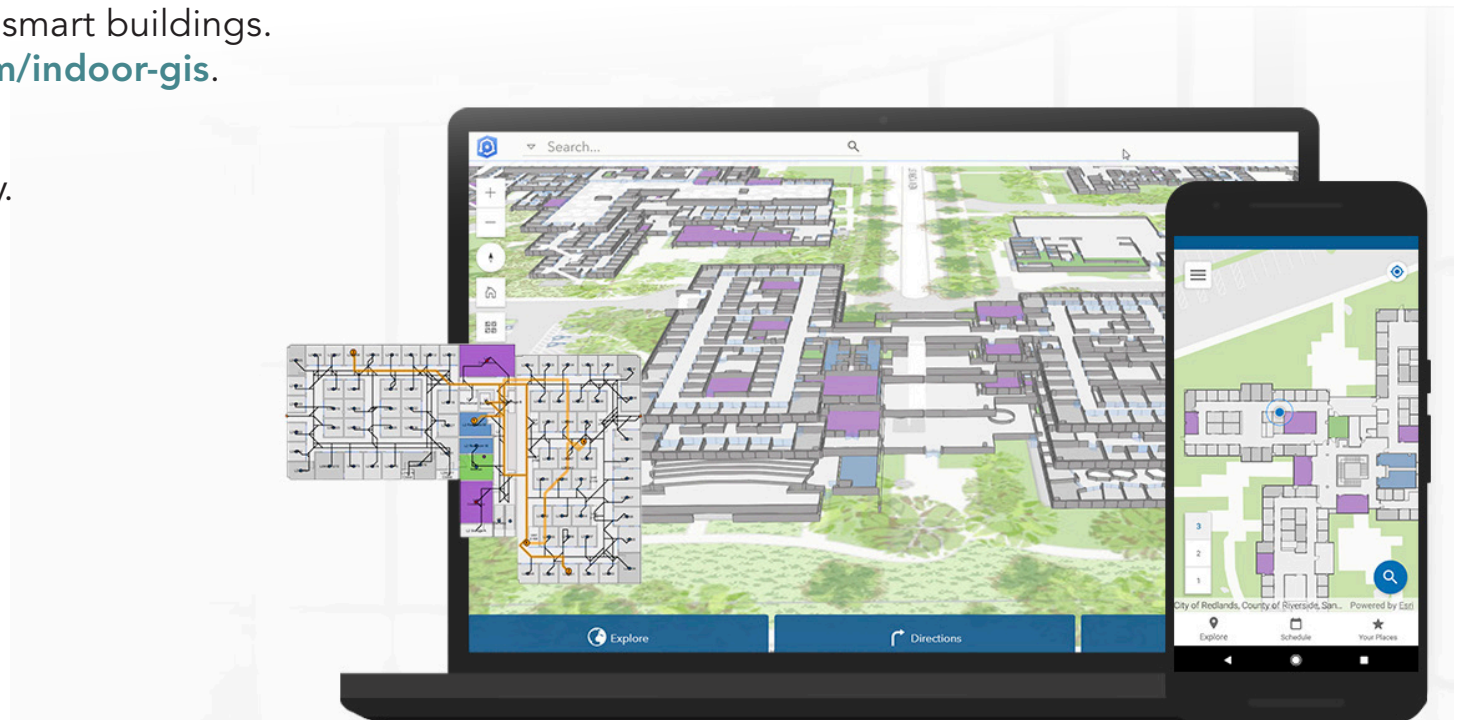 smart buildings.
m/indoor-gis.
y.
Search...
Explore
Directions
3
2
1
City of Redlands, County of Riverside, San... Powered by Esri
Explore
Schedule
Your Places